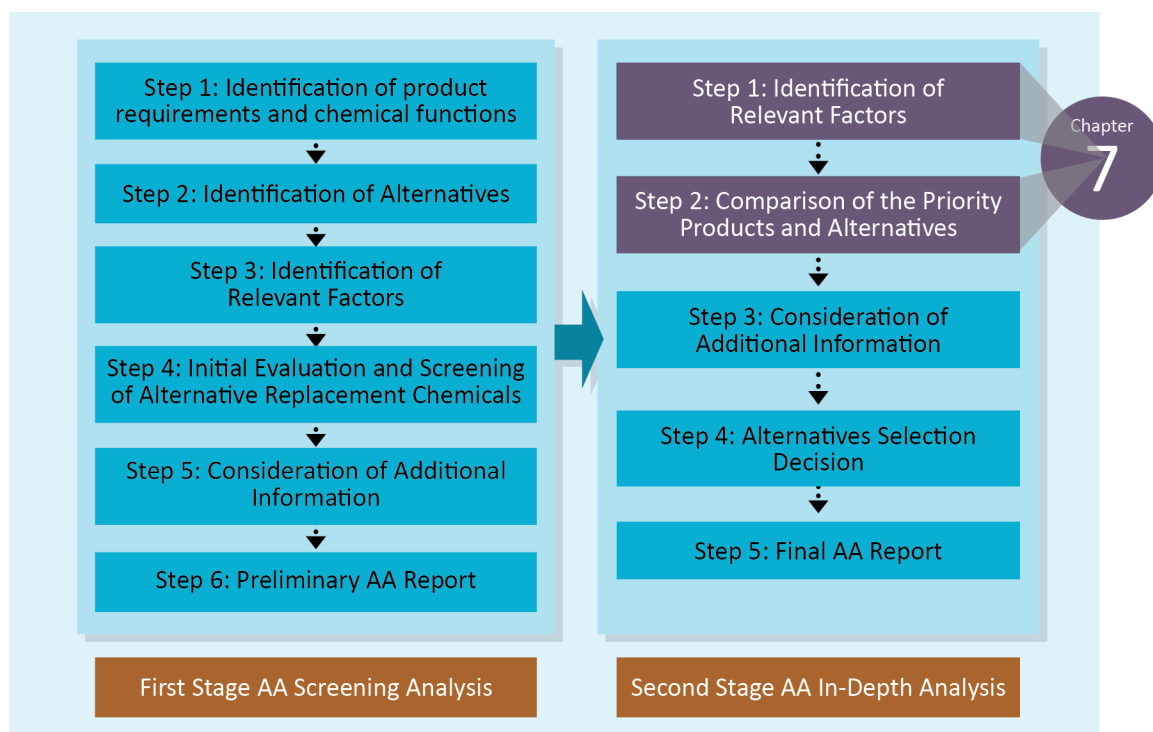 Step 1: Identification of product
requirements and chemical functions
Step 2: Identification of Alternatives
Step 3: Identification of
Relevant Factors
Step 4: Initial Evaluation and Screening
of Alternative Replacement Chemicals
Step 5: Consideration of Additional
Information
Step 6: Preliminary AA Report
First Stage AA Screening Analysis
Step 1: Identification of
Relevant Factors
Step 2: Comparison of the Priority
Products and Alternatives
Step 3: Consideration of
Additional Information
Step 4: Alternatives Selection
Decision
Step 5: Final AA Report
Second Stage AA In-Depth Analysis
Chapter
7